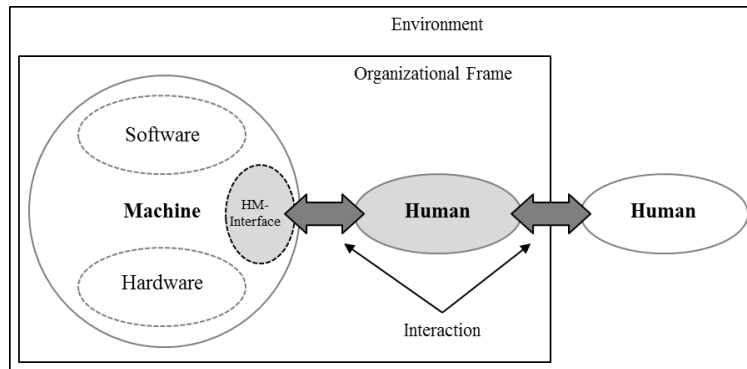 Environment
Organizational Frame
Software
Machine
HM-
Interface
Human
Human
Hardware
Interaction